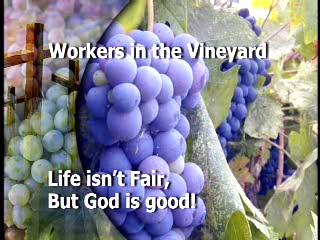 Workers in the Vineyard
Life isn't Fair,
But God is good!